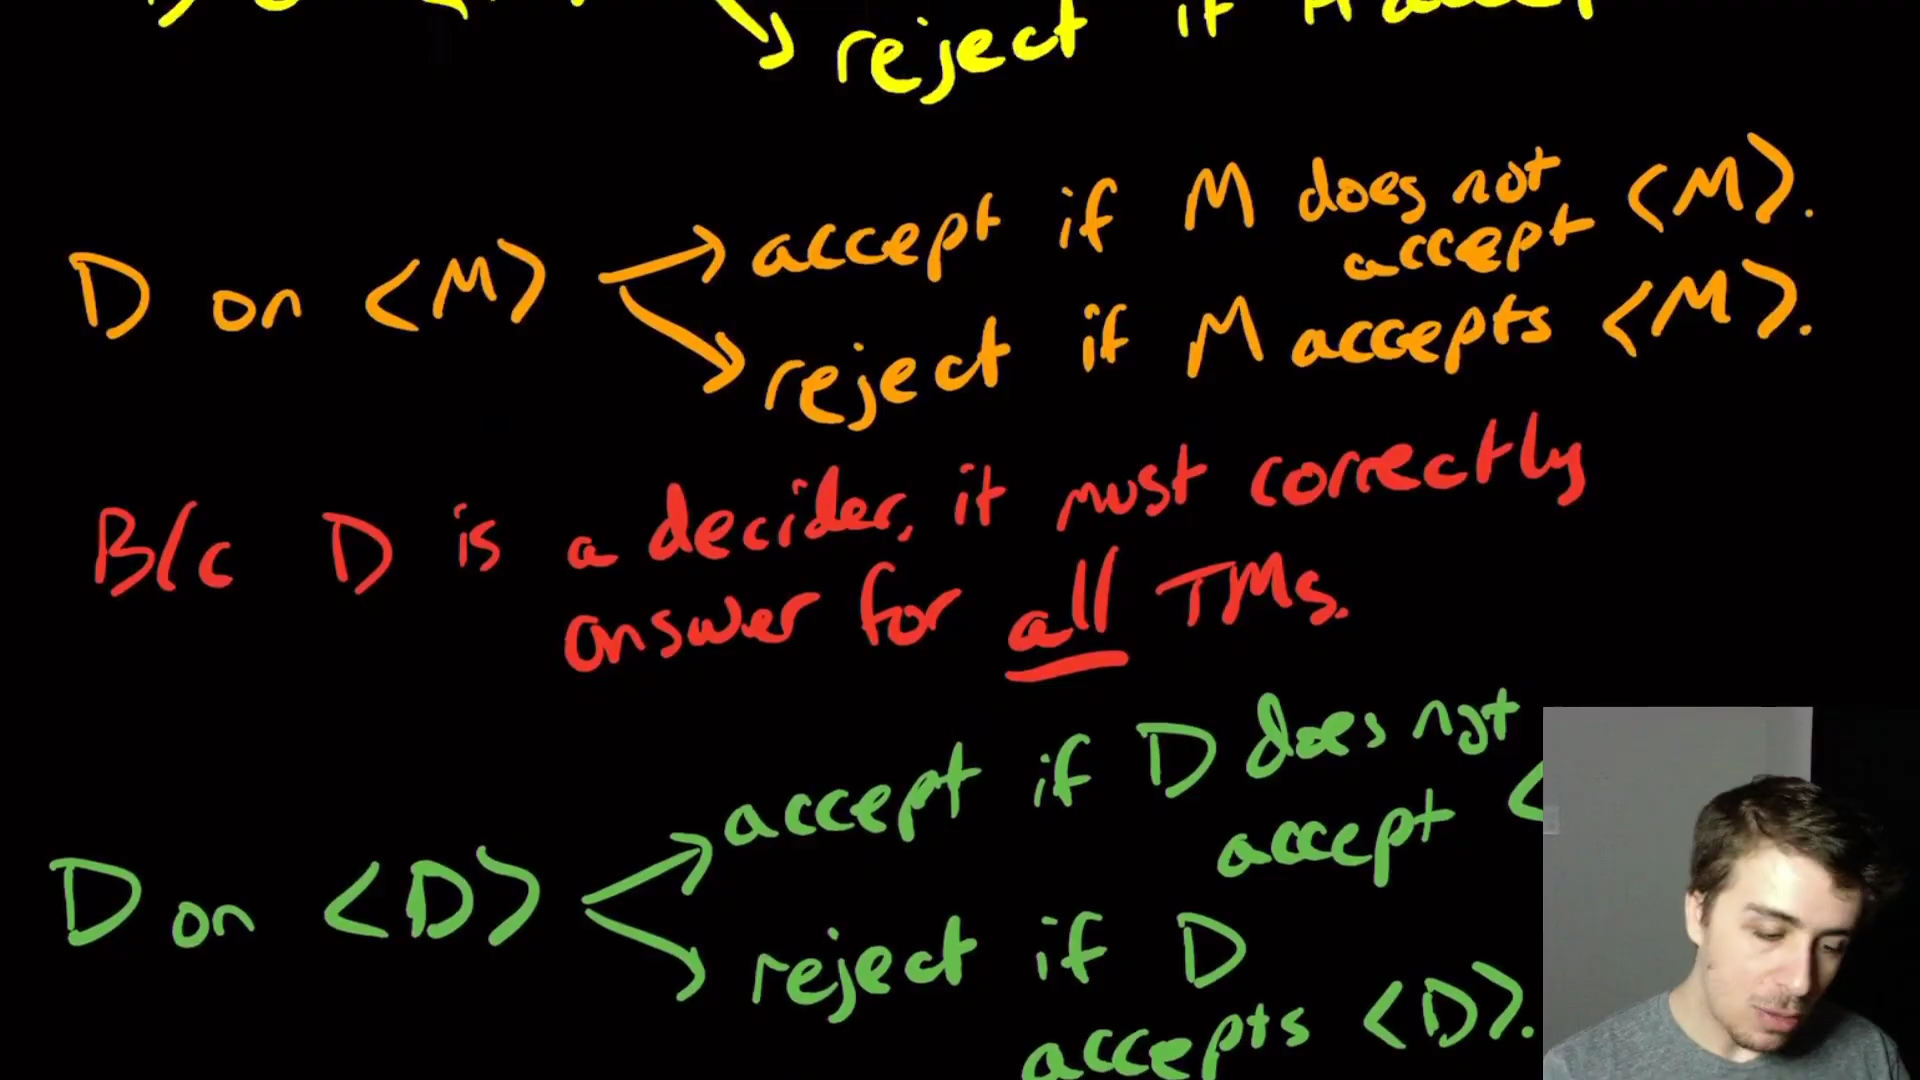 reject if
accept if M does not accept <M>.
D on <M>
reject if M accepts <M>.
B/c D is a decider, it must correctly
answer for all TMs.
accept if D does not
accept <
D on <D>
reject if D
accepts <D>.